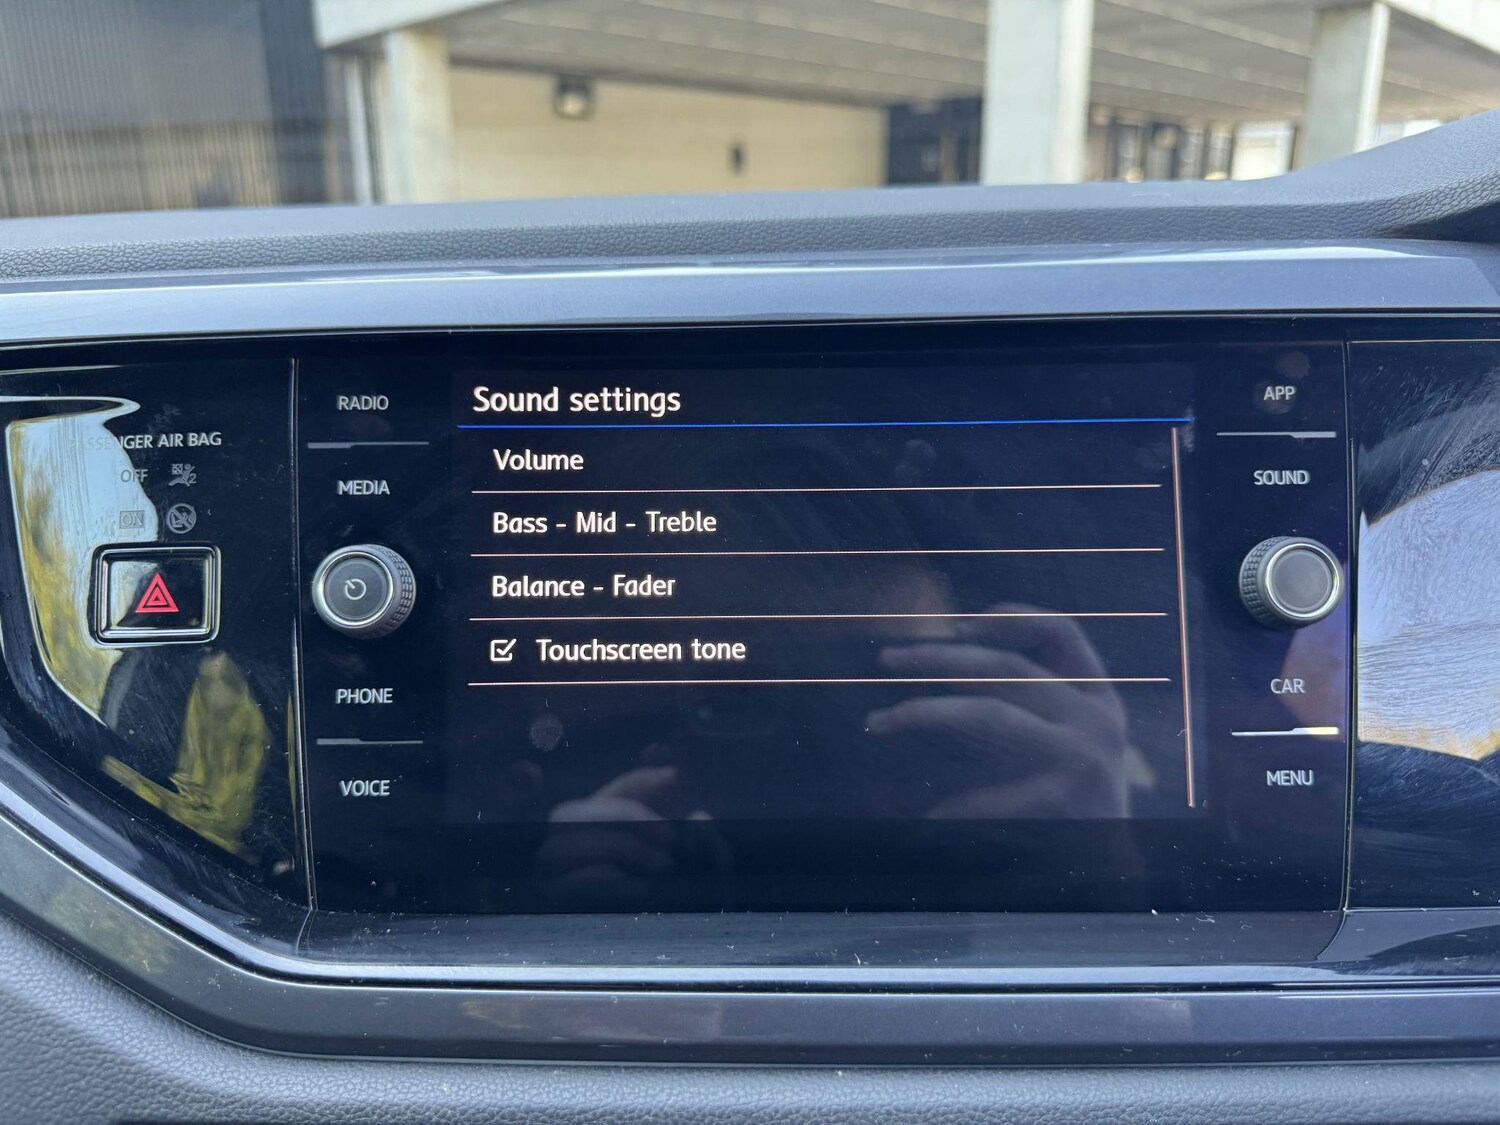 PASSENGER AIR BAG
OFF
ON
RADIO
MEDIA
PHONE
VOICE
Sound settings
Volume
Bass - Mid - Treble
Balance - Fader
Touchscreen tone
APP
SOUND
CAR
MENU